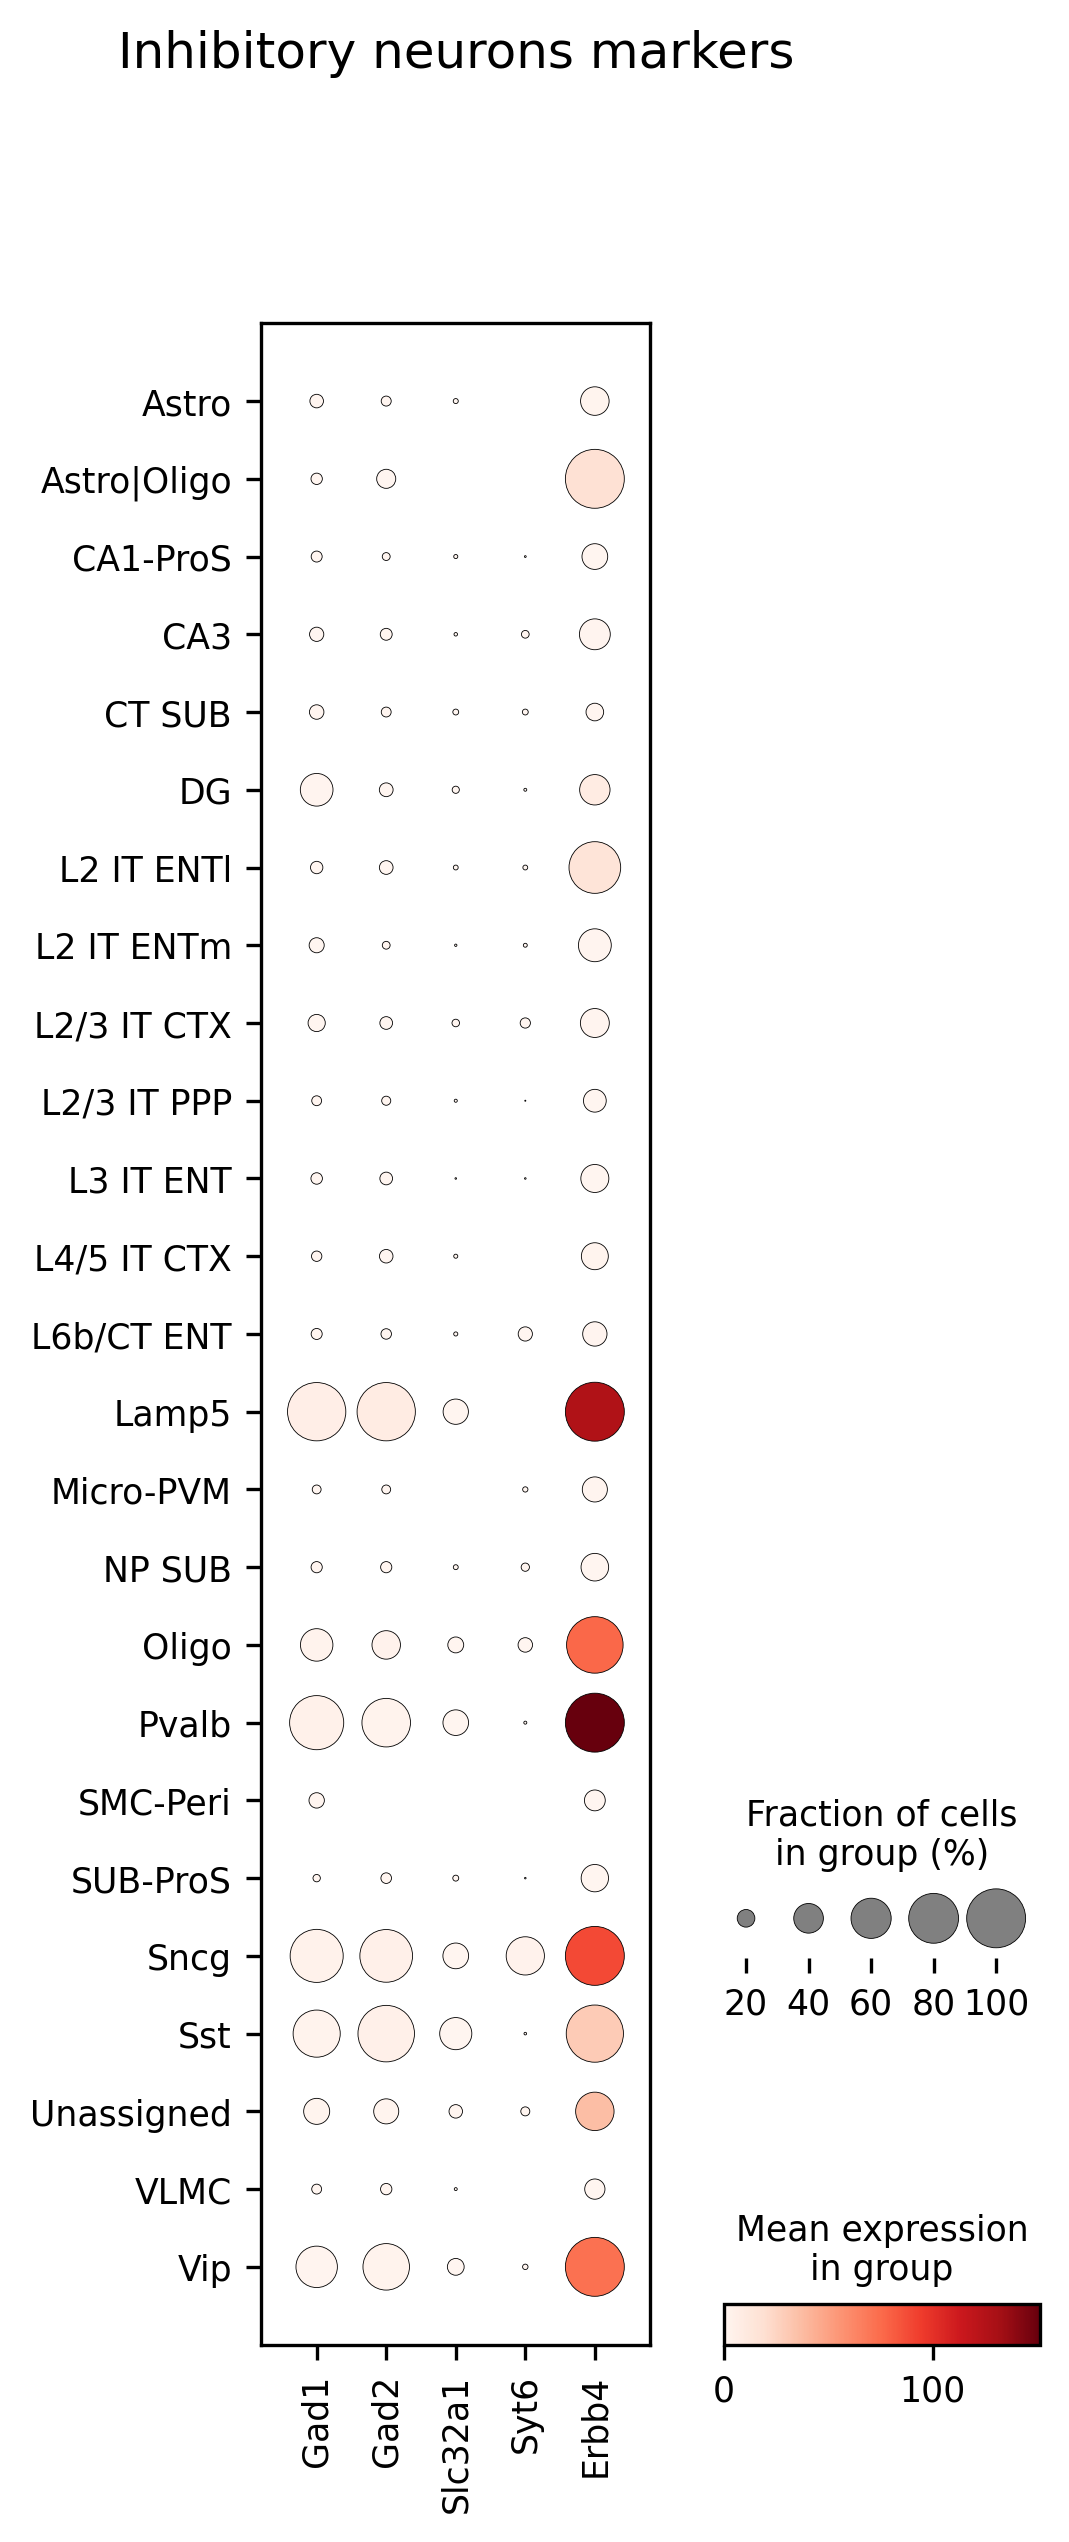 Inhibitory neurons markers
Astro
Astro|Oligo
CA1-ProS
CA3
CT SUB
DG
L2 IT ENTl
L2 IT ENTm
L2/3 IT CTX
L2/3 IT PPP
L3 IT ENT
L4/5 IT CTX
L6b/CT ENT
Lamp5
Micro-PVM
NP SUB
Oligo
Pvalb
SMC-Peri
SUB-ProS
Sncg
Sst
Unassigned
VLMC
Vip
Gad1
Gad2
Slc32a1
Syt6
Erbb4
Fraction of cells
in group (%)
20 40 60 80 100
Mean expression
in group
0 100